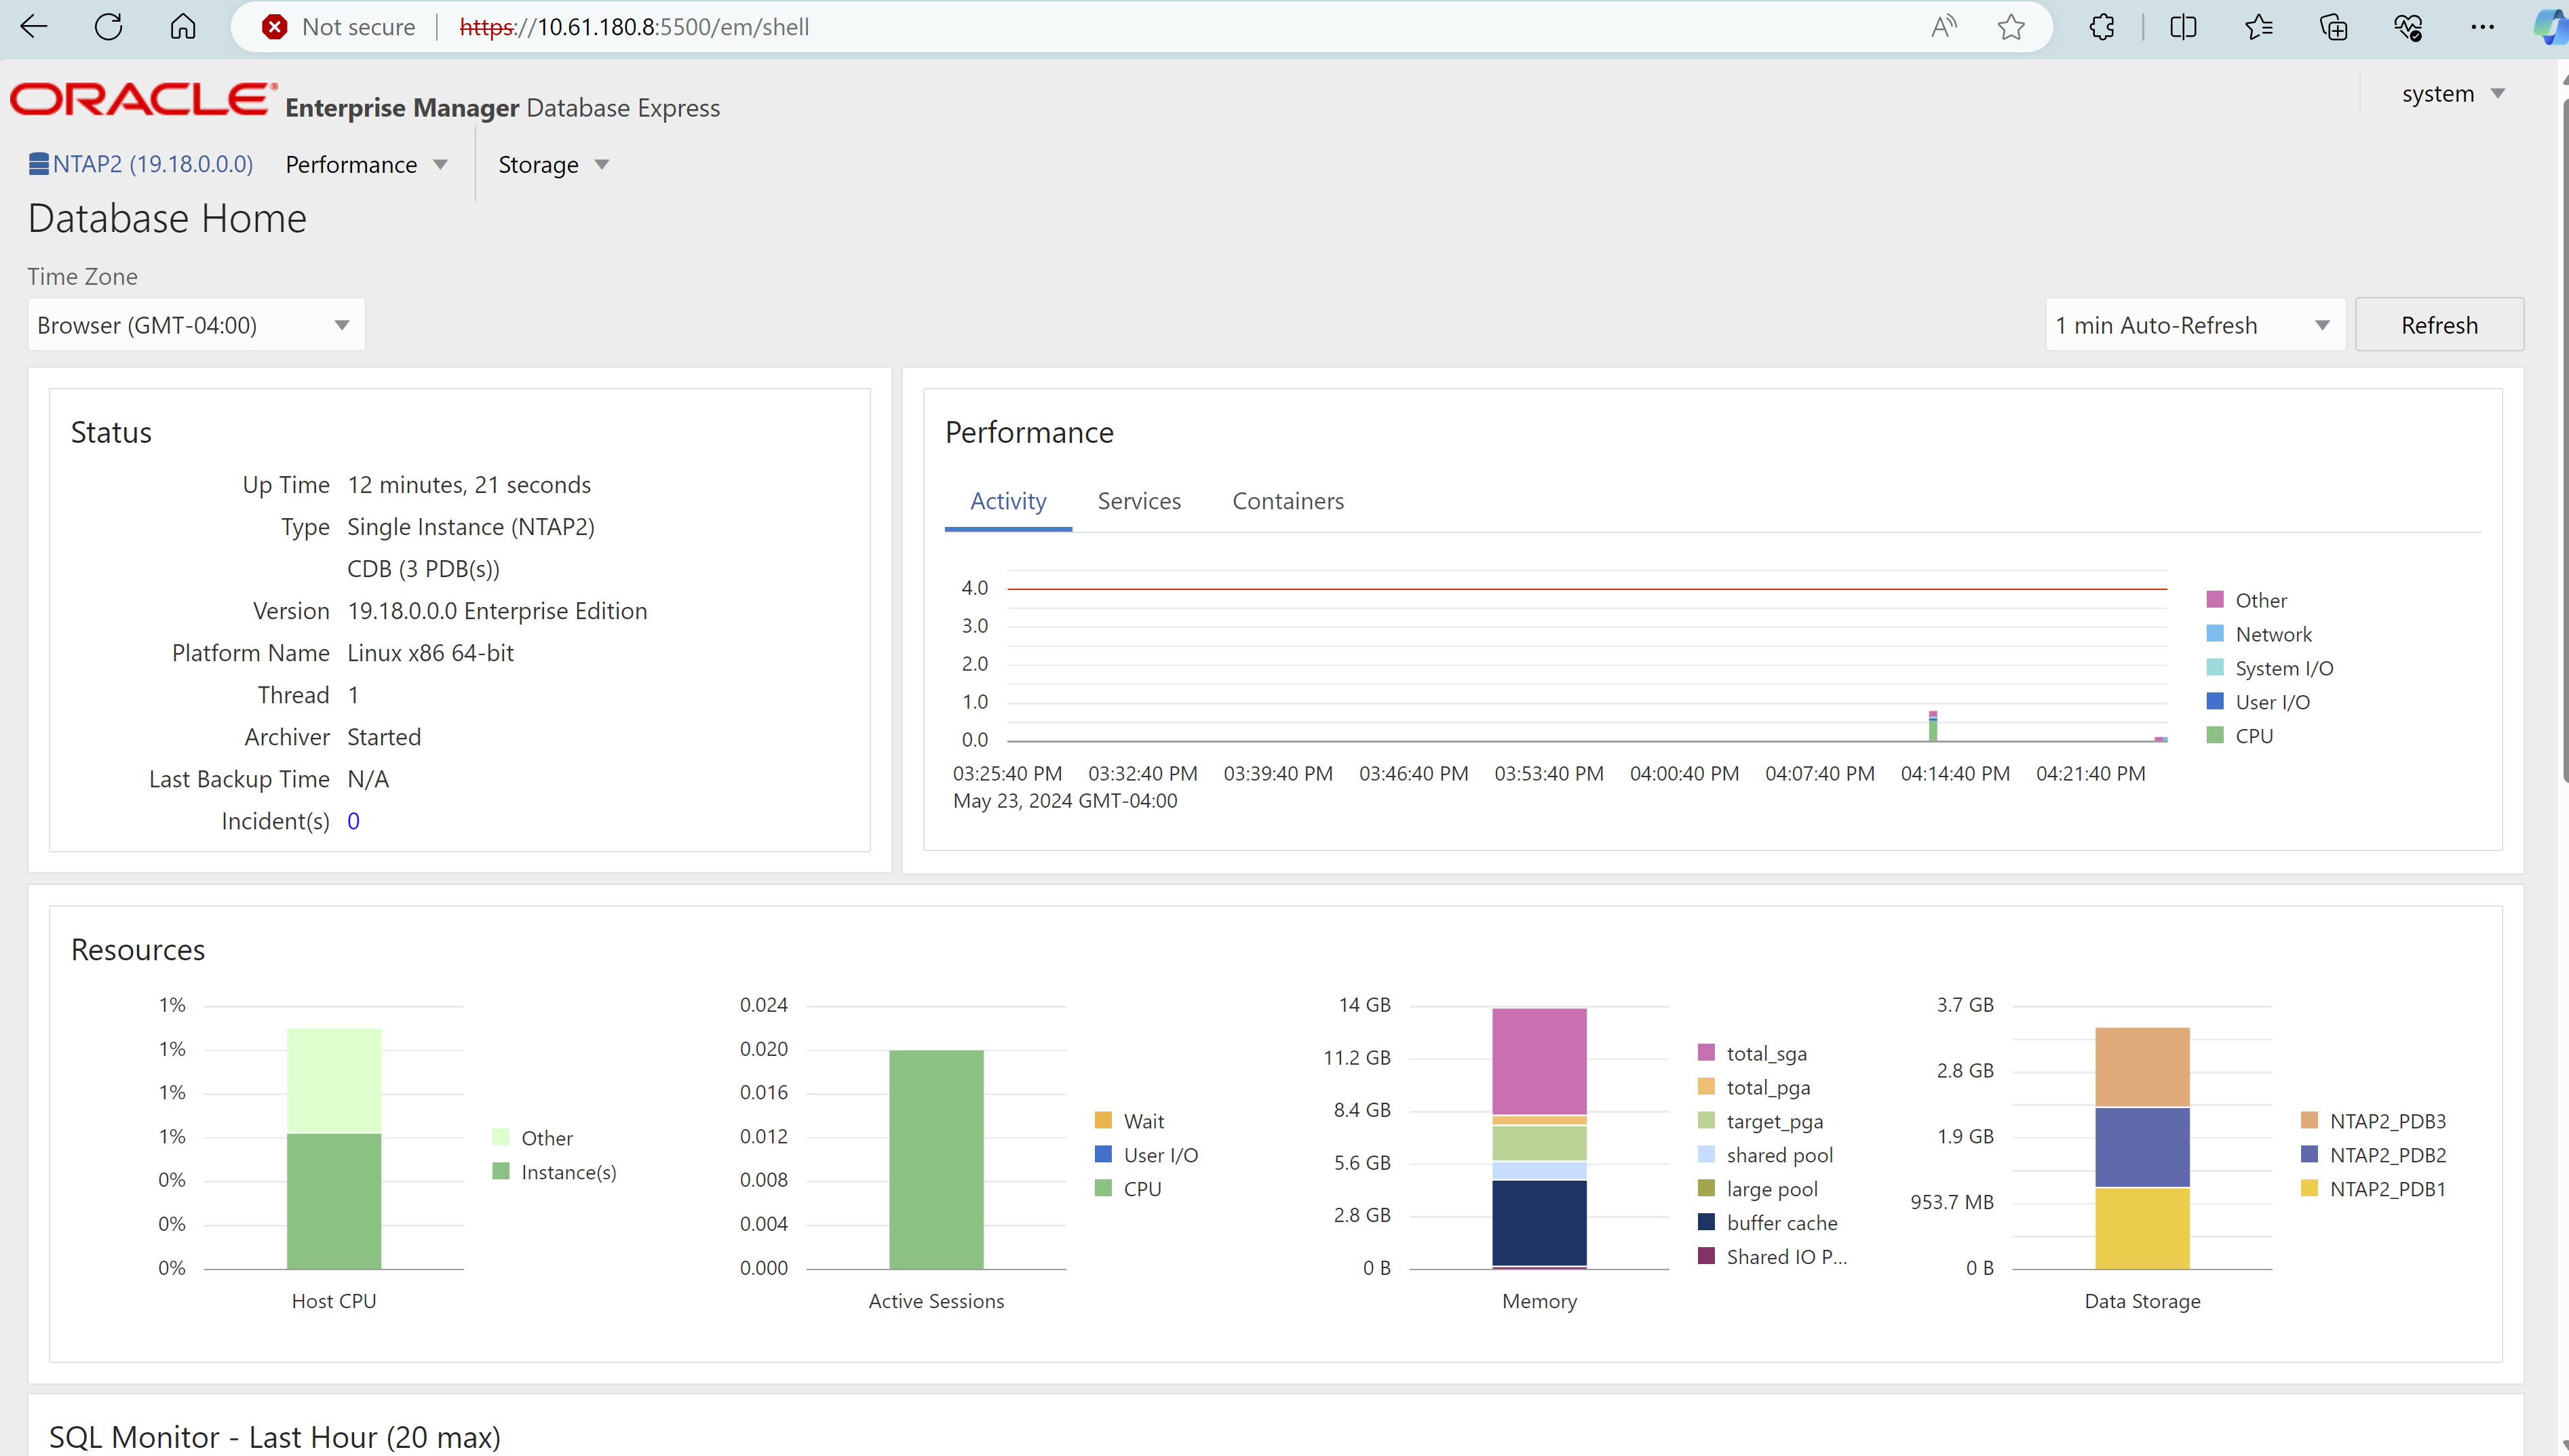 Not secure
https://10.61.180.8:5500/em/shell
ORACLE® Enterprise Manager Database Express
system
NTAP2 (19.18.0.0.0)
Performance
Storage
Database Home
Time Zone
Browser (GMT-04:00)
1 min Auto-Refresh
Refresh
Status
Up Time 12 minutes, 21 seconds
Type Single Instance (NTAP2)
CDB (3 PDB(s))
Version 19.18.0.0.0 Enterprise Edition
Platform Name Linux x86 64-bit
Thread 1
Archiver Started
Last Backup Time N/A
Incident(s) 0
Performance
Activity Services Containers
4.0
3.0
2.0
1.0
0.0
03:25:40 PM 03:32:40 PM 03:39:40 PM 03:46:40 PM 03:53:40 PM 04:00:40 PM 04:07:40 PM 04:14:40 PM 04:21:40 PM
May 23, 2024 GMT-04:00
Other
Network
System I/O
User I/O
CPU
Resources
1%
1%
1%
1%
0%
0%
0%
Host CPU
Other
Instance(s)
0.024
0.020
0.016
0.012
0.008
0.004
0.000
Active Sessions
Wait
User I/O
CPU
14 GB
11.2 GB
8.4 GB
5.6 GB
2.8 GB
0 B
Memory
total_sga
total_pga
target_pga
shared pool
large pool
buffer cache
Shared IO P...
3.7 GB
2.8 GB
1.9 GB
953.7 MB
0 B
Data Storage
NTAP2_PDB3
NTAP2_PDB2
NTAP2_PDB1
SQL Monitor - Last Hour (20 max)